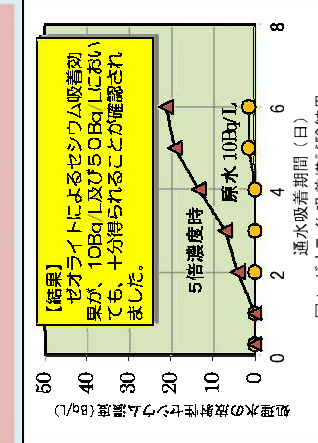 【結果】
ゼオライトによるセシウム吸着効
果が、10Bq/L及び50Bq/Lにおい
ても、十分得られることが確認され
ました。
5倍濃度時
原水 10Bq/L
処理水の放射性セシウム濃度(Bq/L)
50
40
30
20
10
0
0
2
4
6
8
通水吸着期間(日)